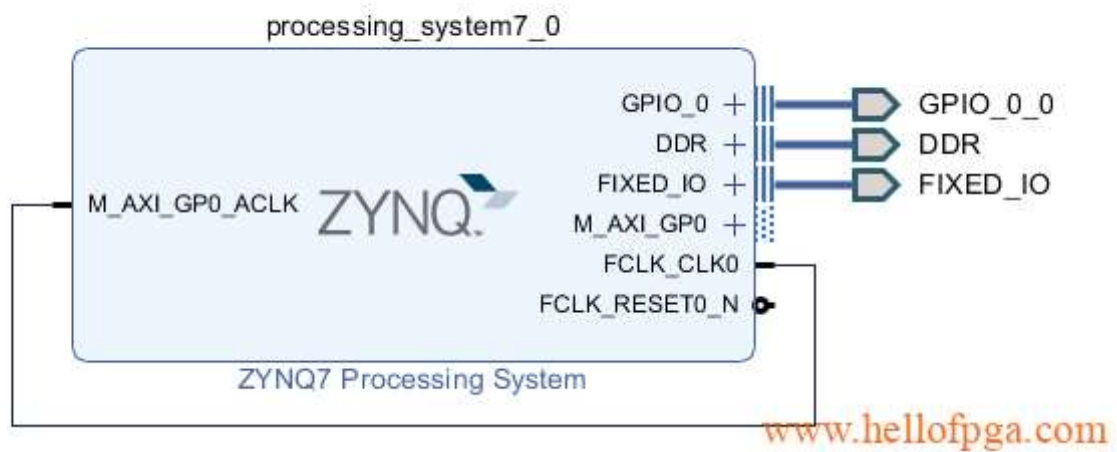 processing_system7_0
GPIO_0
GPIO_0_0
DDR
DDR
FIXED_IO
FIXED_IO
M_AXI_GP0_ACLK
ZYNQ
M_AXI_GP0
FCLK_CLK0
FCLK_RESET0_N
ZYNQ7 Processing System
www.hellofpga.com